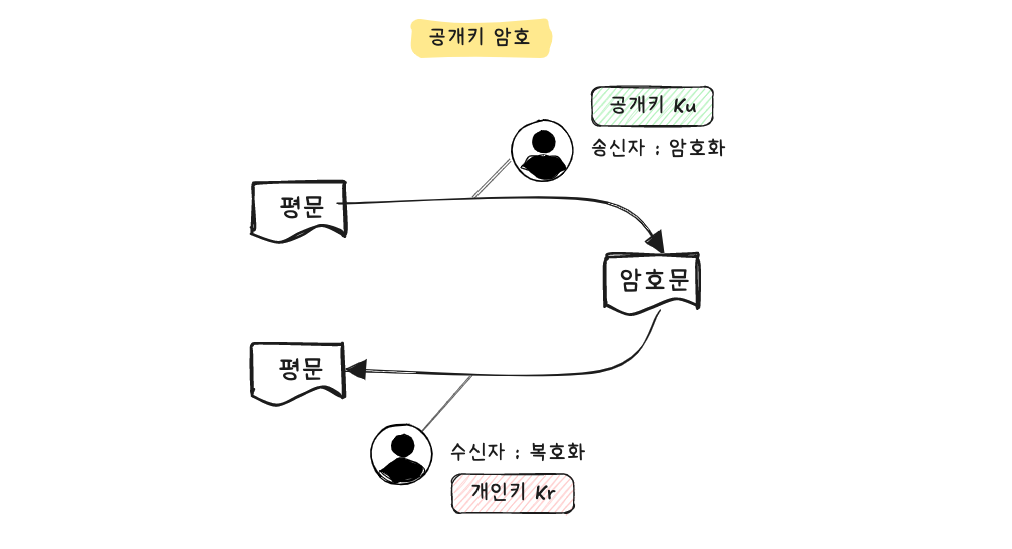 공개키 암호
공개키 Ku
송신자 : 암호화
평문
암호문
평문
수신자 : 복호화
개인키 Kr